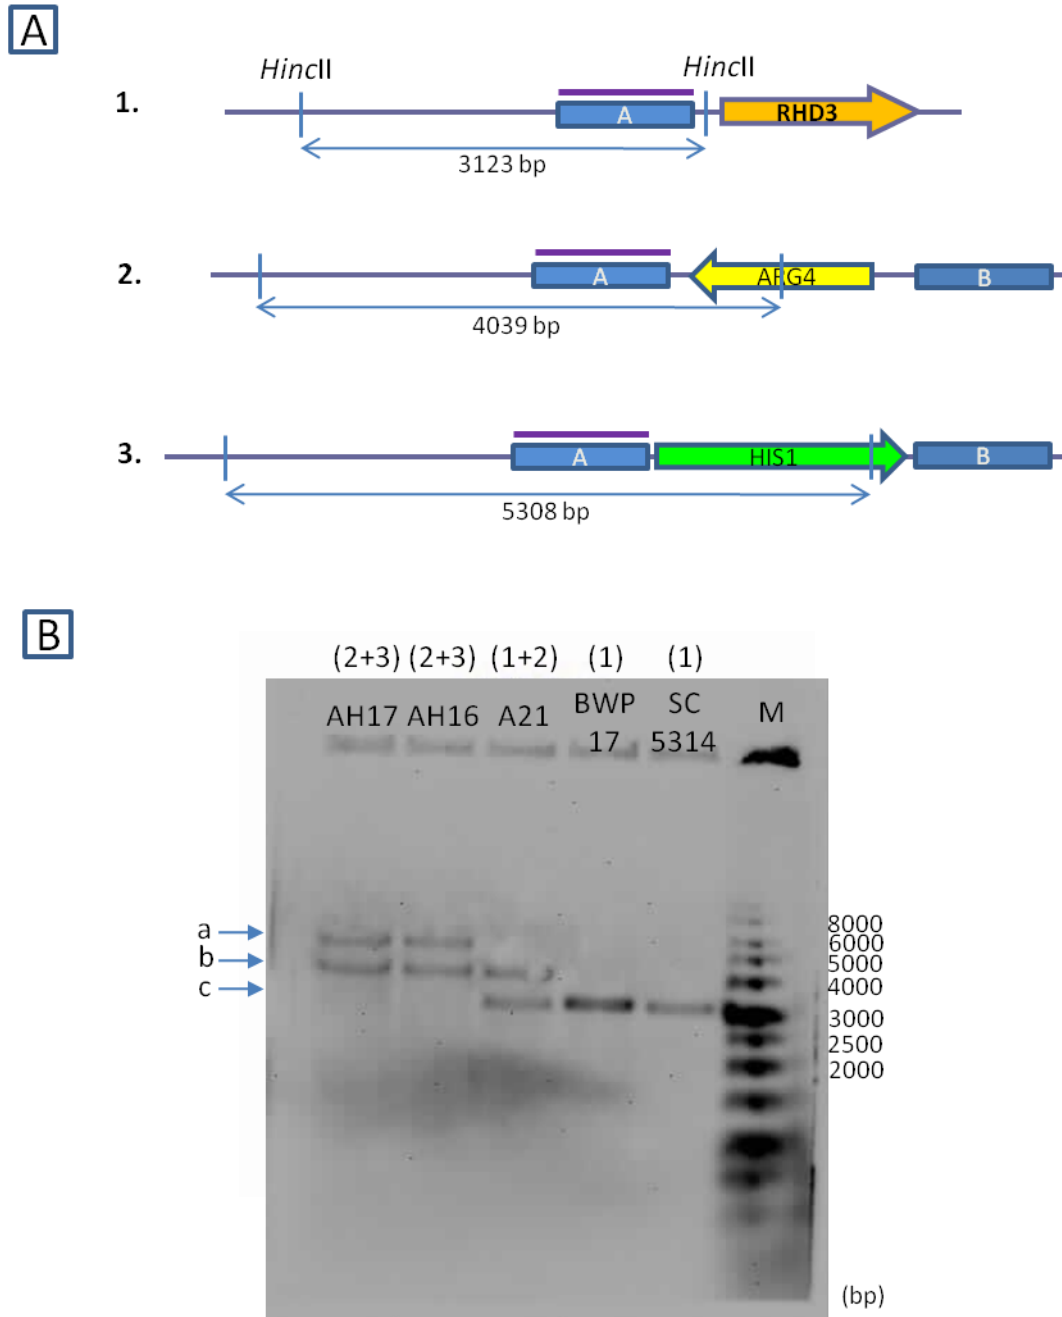 A
HincII
HincII
1.
A
RHD3
3123 bp
2.
A
ARG4
B
4039 bp
3.
A
HIS1
B
5308 bp
B
(2+3) (2+3) (1+2) (1) (1)
AH17 AH16 A21 BWP 17 SC 5314 M
a
b
c
8000
6000
5000
4000
3000
2500
2000
(bp)